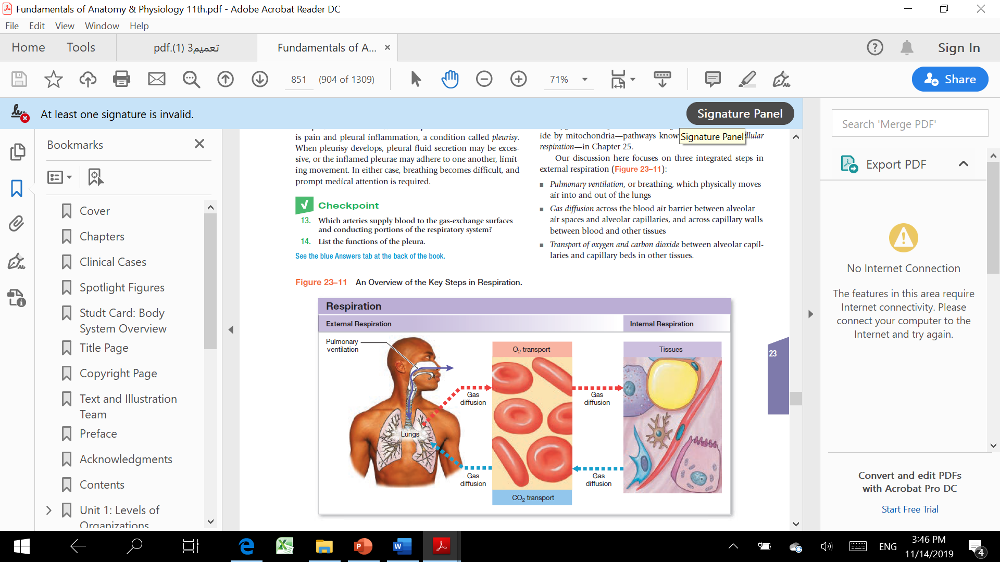 Fundamentals of Anatomy & Physiology 11th.pdf - Adobe Acrobat Reader DC
File Edit View Window Help
Home Tools
تعميم3 (1).pdf
Fundamentals of A...
Sign In
851 (904 of 1309)
71%
Share
At least one signature is invalid.
Signature Panel
Signature Panel
Bookmarks
Cover
Chapters
Clinical Cases
Spotlight Figures
Studt Card: Body
System Overview
Title Page
Copyright Page
Text and Illustration
Team
Preface
Acknowledgments
Contents
Unit 1: Levels of
Organizations
is pain and pleural inflammation, a condition called pleurisy.
When pleurisy develops, pleural fluid secretion may be exces-
sive, or the inflamed pleurae may adhere to one another, limit-
ing movement. In either case, breathing becomes difficult, and
prompt medical attention is required.
Checkpoint
13. Which arteries supply blood to the gas-exchange surfaces
and conducting portions of the respiratory system?
14. List the functions of the pleura.
See the blue Answers tab at the back of the book.
ide by mitochondria—pathways know
respiration—in Chapter 25.
Our discussion here focuses on three integrated steps in
external respiration (Figure 23–11):
■ Pulmonary ventilation, or breathing, which physically moves
air into and out of the lungs
■ Gas diffusion across the blood air barrier between alveolar
air spaces and alveolar capillaries, and across capillary walls
between blood and other tissues
■ Transport of oxygen and carbon dioxide between alveolar capil-
laries and capillary beds in other tissues.
Figure 23–11 An Overview of the Key Steps in Respiration.
Respiration
External Respiration
Internal Respiration
Pulmonary
ventilation
Lungs
Gas
diffusion
Gas
diffusion
O2 transport
CO2 transport
Gas
diffusion
Gas
diffusion
Tissues
23
Search 'Merge PDF'
Export PDF
No Internet Connection
The features in this area require
Internet connectivity. Please
connect your computer to the
Internet and try again.
Convert and edit PDFs
with Acrobat Pro DC
Start Free Trial
ENG
3:46 PM
11/14/2019
4